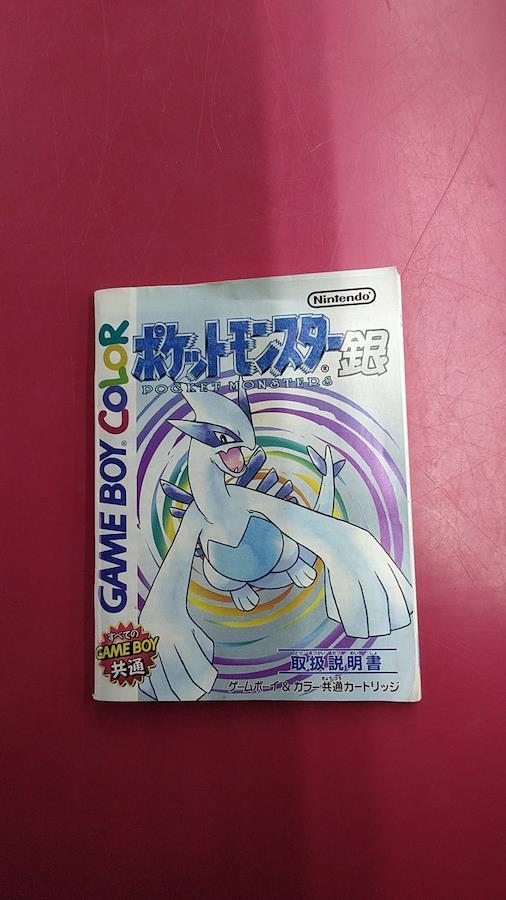 Nintendo®
ポケットモンスター銀
POCKET MONSTERS
GAME BOY COLOR
すべての
GAME BOY
共通
取扱説明書
ゲームボーイ&カラー共通カートリッジ